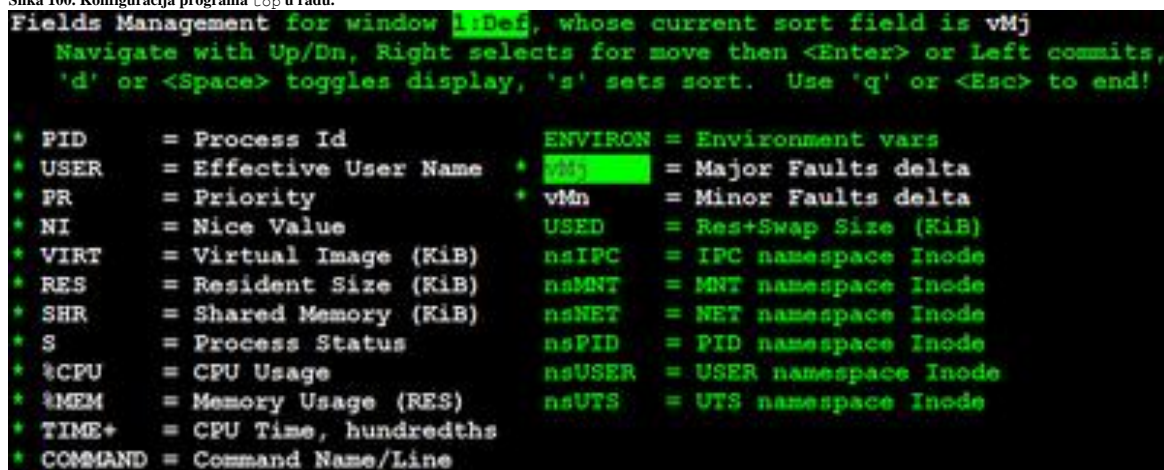 Slika 100. Konfiguracija programa top u radu.
Fields Management for window 1:Def, whose current sort field is vMj
Navigate with Up/Dn, Right selects for move then <Enter> or Left commits,
'd' or <Space> toggles display, 's' sets sort. Use 'q' or <Esc> to end!
* PID = Process Id ENVIRON = Environment vars
* USER = Effective User Name * vMj = Major Faults delta
* PR = Priority * vMn = Minor Faults delta
* NI = Nice Value USED = Res+Swap Size (KiB)
* VIRT = Virtual Image (KiB) nsIPC = IPC namespace Inode
* RES = Resident Size (KiB) nsMNT = MNT namespace Inode
* SHR = Shared Memory (KiB) nsNET = NET namespace Inode
* S = Process Status nsPID = PID namespace Inode
* %CPU = CPU Usage nsUSER = USER namespace Inode
* %MEM = Memory Usage (RES) nsUTS = UTS namespace Inode
* TIME+ = CPU Time, hundredths
* COMMAND = Command Name/Line